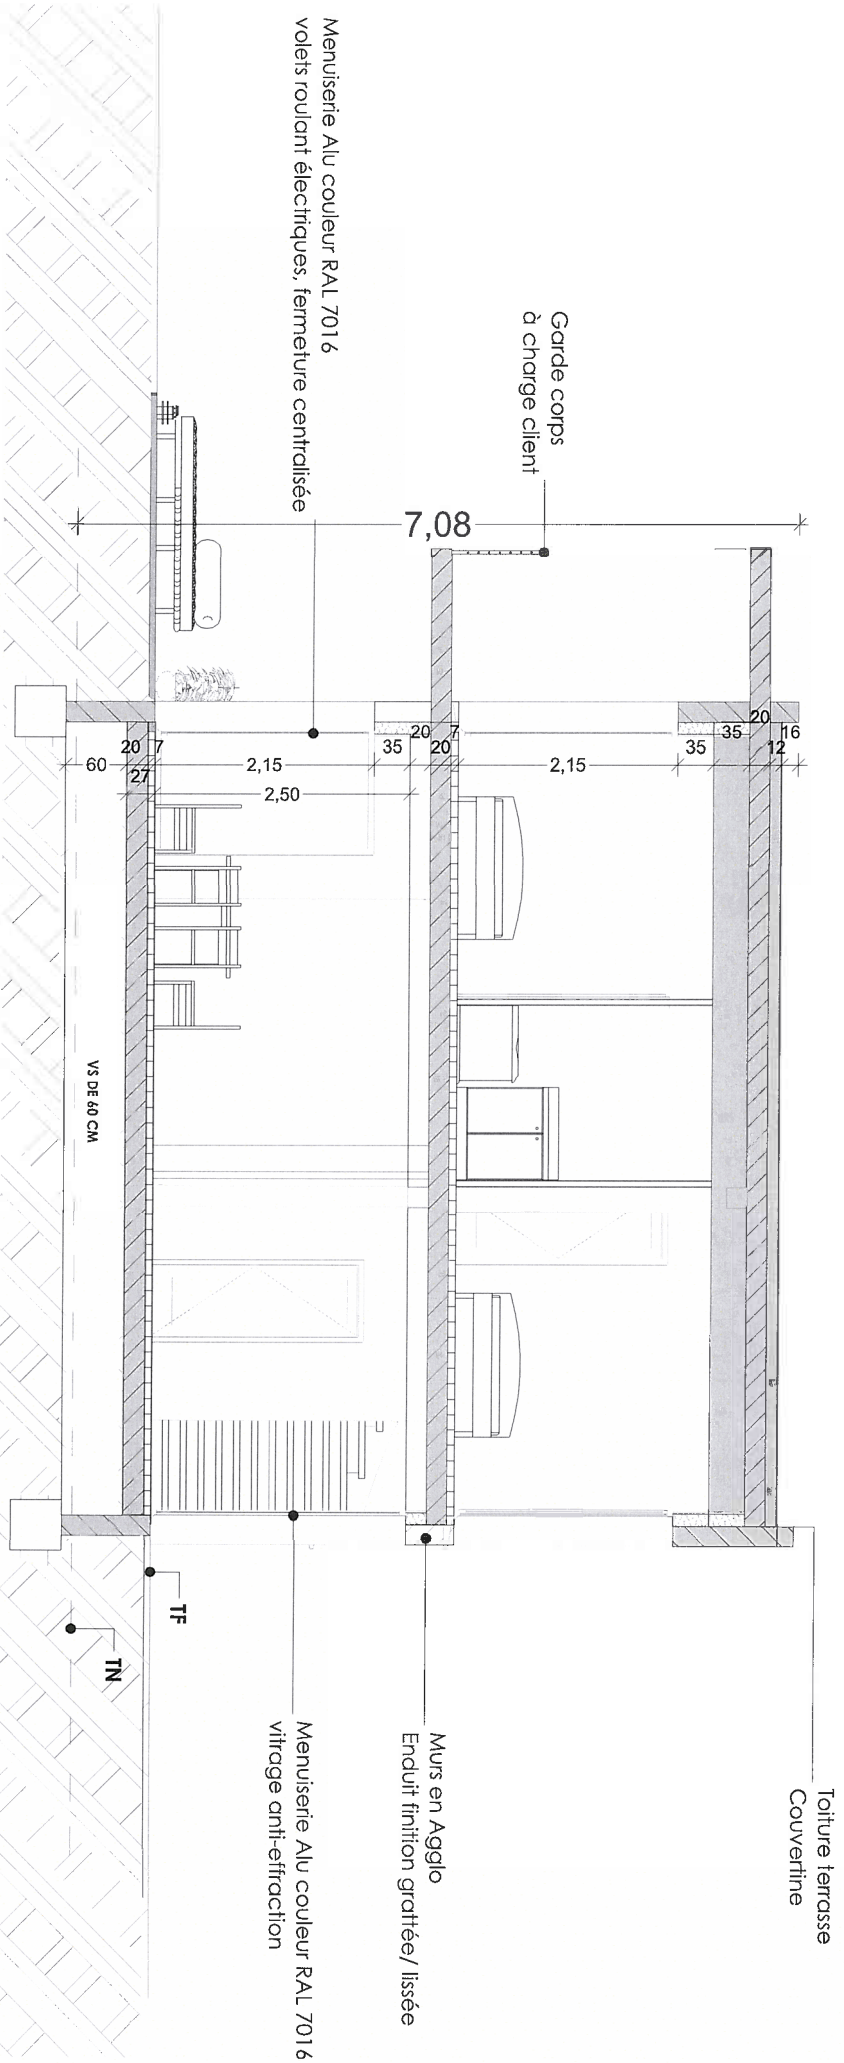 Menuiserie Alu couleur RAL 7016
volets roulant électriques, fermeture centralisée
Garde corps
à charge client
7,08
60
20
27
7
2,15
2,50
35
20
20
7
2,15
35
35
20
12
16
VS DE 60 CM
TF
TN
Toiture terrasse
Couvertine
Murs en Agglo
Enduit finition grattée/ lissée
Menuiserie Alu couleur RAL 7016
vitrage anti-effraction